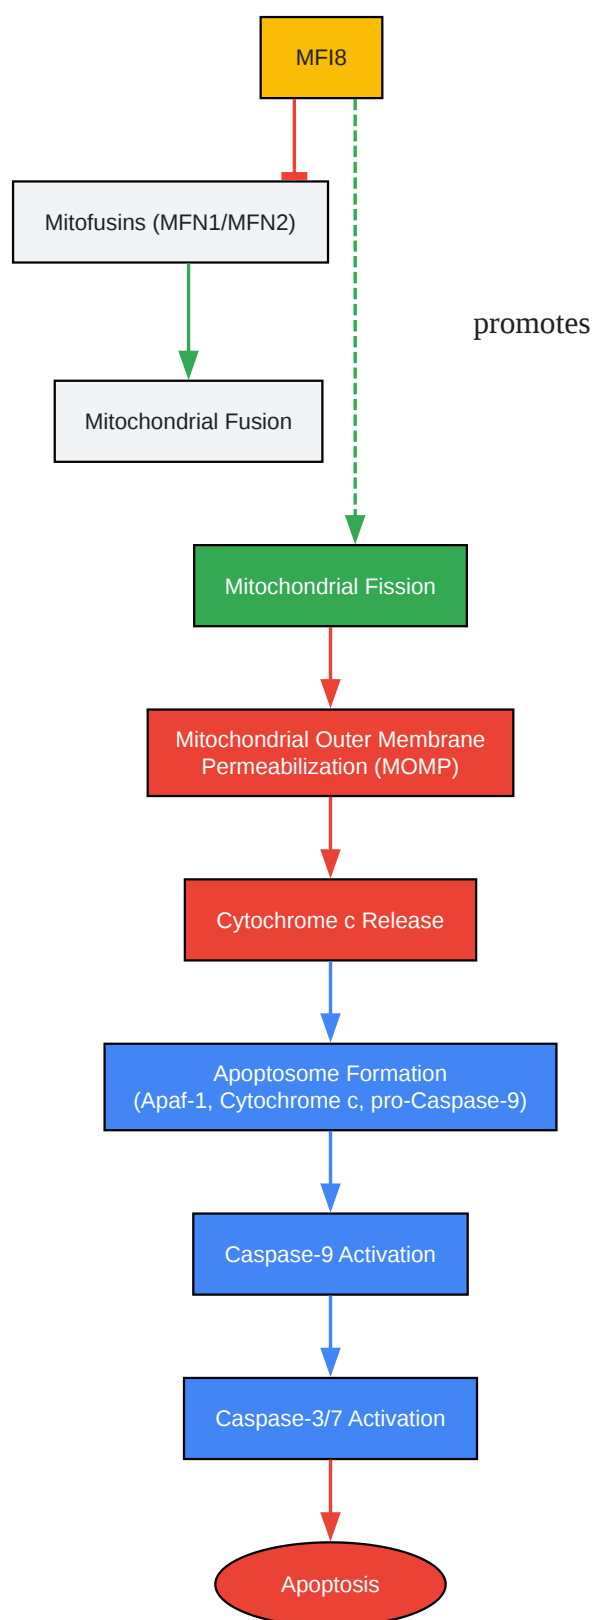 MFI8
Mitofusins (MFN1/MFN2)
promotes
Mitochondrial Fusion
Mitochondrial Fission
Mitochondrial Outer Membrane
Permeabilization (MOMP)
Cytochrome c Release
Apoptosome Formation
(Apaf-1, Cytochrome c, pro-Caspase-9)
Caspase-9 Activation
Caspase-3/7 Activation
Apoptosis